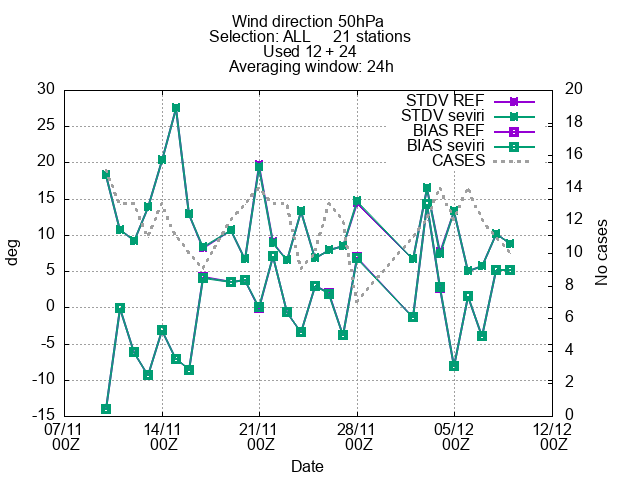 Wind direction 50hPa
Selection: ALL 21 stations
Used 12 + 24
Averaging window: 24h
STDV REF
STDV seviri
BIAS REF
BIAS seviri
CASES
30
25
20
15
10
5
0
-5
-10
-15
deg
20
18
16
14
12
10
8
6
4
2
0
No cases
07/11 14/11 21/11 28/11 05/12 12/12
00Z 00Z 00Z 00Z 00Z 00Z
Date